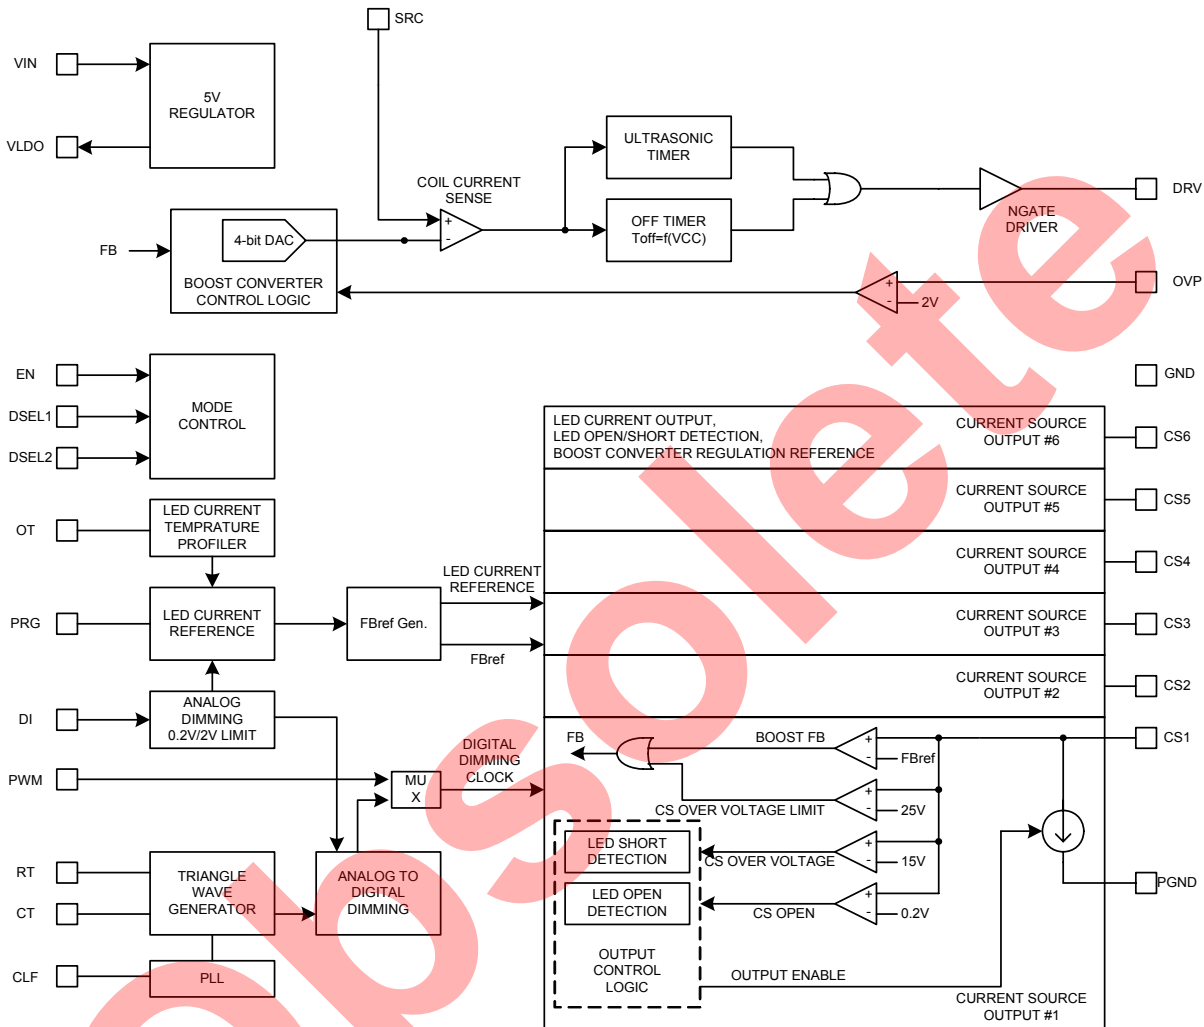 SRC
VIN
5V
REGULATOR
VLDO
COIL CURRENT
SENSE
+
-
ULTRASONIC
TIMER
OFF TIMER
Toff=f(VCC)
NGATE
DRIVER
DRV
FB
4-bit DAC
BOOST CONVERTER
CONTROL LOGIC
+
-
2V
OVP
EN
DSEL1
DSEL2
MODE
CONTROL
GND
LED CURRENT OUTPUT,
LED OPEN/SHORT DETECTION,
BOOST CONVERTER REGULATION REFERENCE
CURRENT SOURCE
OUTPUT #6
CS6
CURRENT SOURCE
OUTPUT #5
CS5
CURRENT SOURCE
OUTPUT #4
CS4
CURRENT SOURCE
OUTPUT #3
CS3
CURRENT SOURCE
OUTPUT #2
CS2
OT
LED CURRENT
TEMPRATURE
PROFILER
PRG
LED CURRENT
REFERENCE
FBref Gen.
LED CURRENT
REFERENCE
FBref
DI
ANALOG
DIMMING
0.2V/2V LIMIT
PWM
MU
X
DIGITAL
DIMMING
CLOCK
RT
CT
TRIANGLE
WAVE
GENERATOR
ANALOG TO
DIGITAL
DIMMING
CLF
PLL
FB
BOOST FB
+
-
FBref
CS1
CS OVER VOLTAGE LIMIT
+
-
25V
LED SHORT
DETECTION
CS OVER VOLTAGE
+
-
15V
LED OPEN
DETECTION
CS OPEN
+
-
0.2V
PGND
OUTPUT
CONTROL
LOGIC
OUTPUT ENABLE
CURRENT SOURCE
OUTPUT #1
obsolete